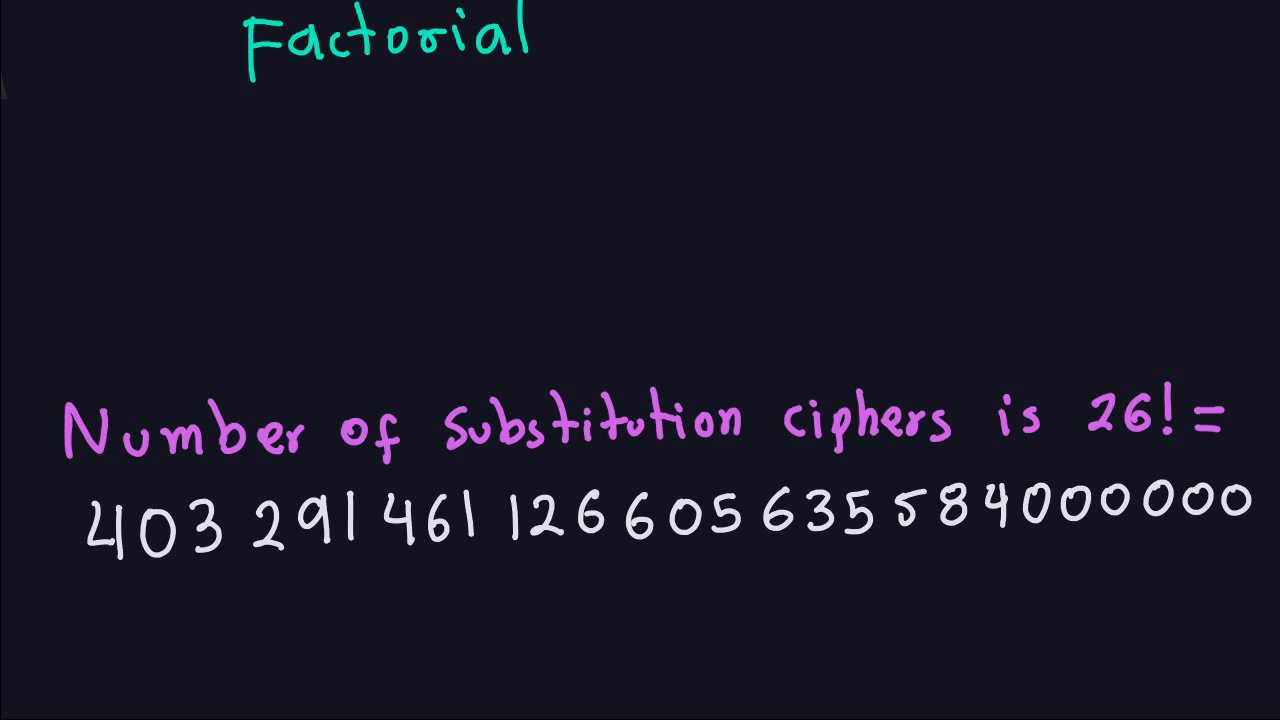 Factorial
Number of substitution ciphers is 26! =
403 291 461 126 605 635 584 000 000